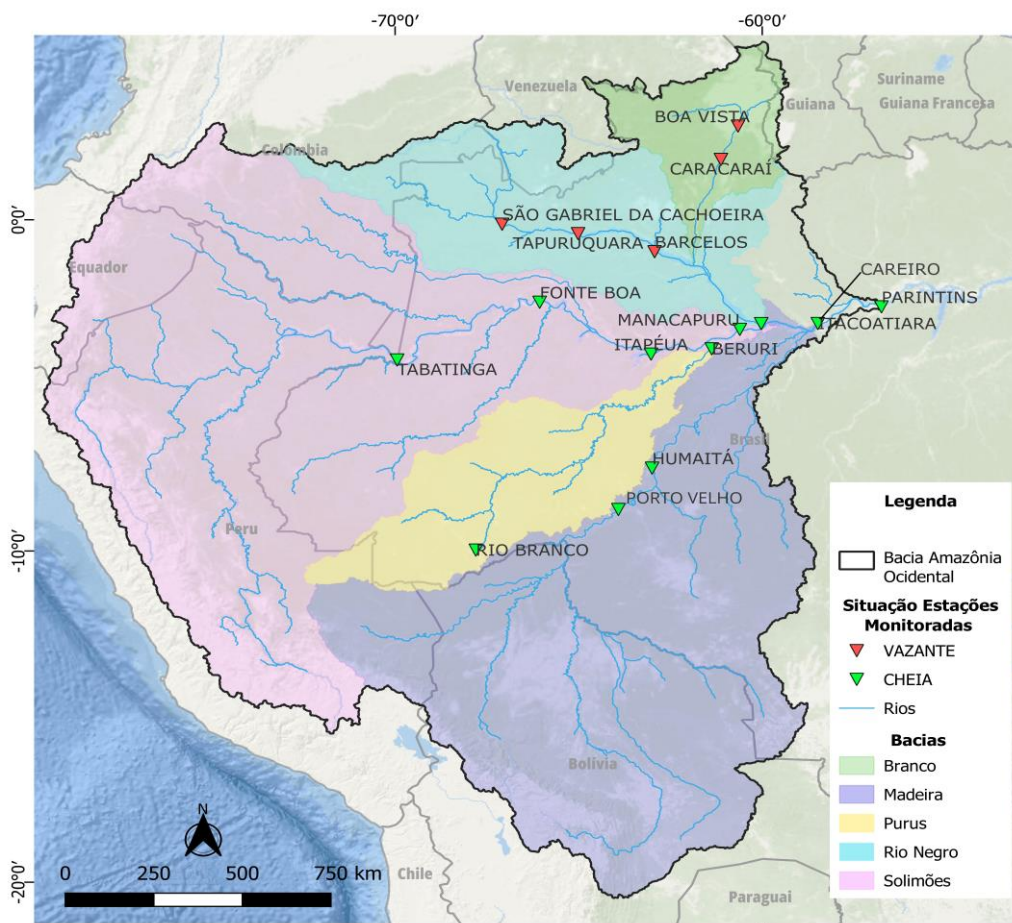 -70°0'
-60°0'
Venezuela
Suriname
Guiana
Guiana Francesa
BOA VISTA
Colômbia
CARACARAÍ
0°0'
SÃO GABRIEL DA CACHOEIRA
TAPURUQUARA
BARCELOS
Equador
CAREIRO
FONTE BOA
PARINTINS
MANACAPURU
ITACOATIARA
ITAPÉUA
BERURI
TABATINGA
Brasil
HUMAITÁ
PORTO VELHO
Peru
-10°0'
RIO BRANCO
Bolívia
N
0 250 500 750 km
-20°0'
Chile
Paraguai
Legenda
Bacia Amazônia
Ocidental
Situação Estações
Monitoradas
VAZANTE
CHEIA
Rios
Bacias
Branco
Madeira
Purus
Rio Negro
Solimões